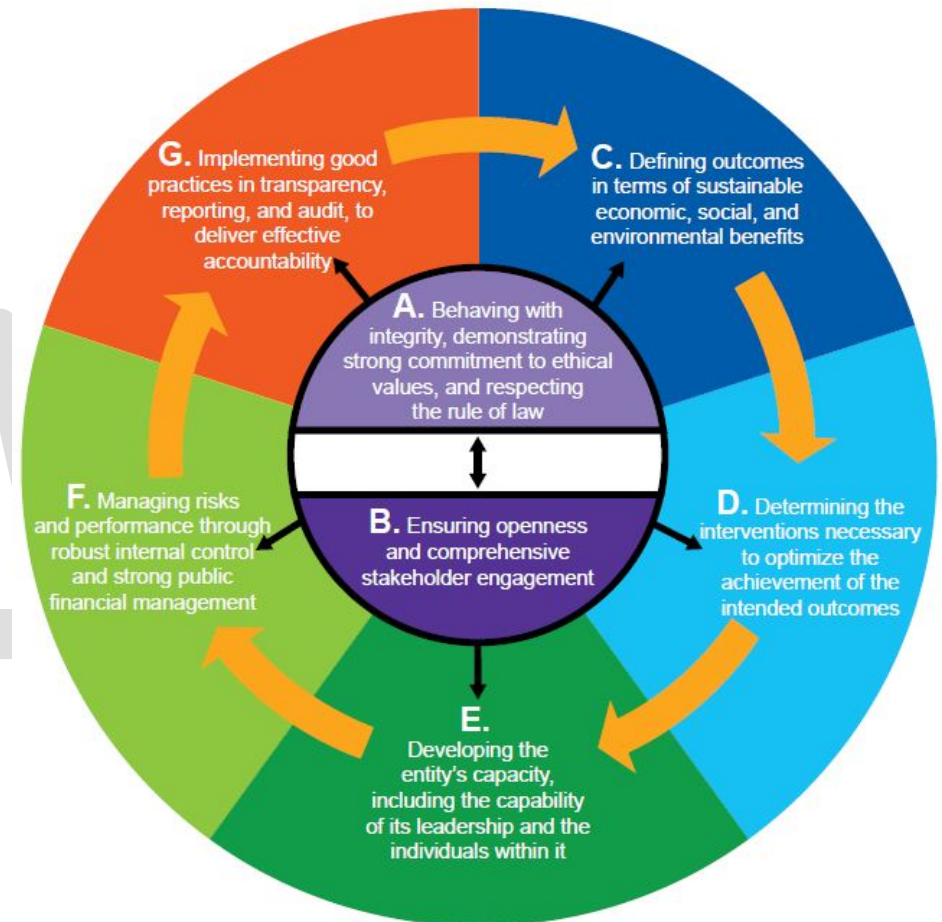 A. Behaving with
integrity, demonstrating
strong commitment to ethical
values, and respecting
the rule of law
B. Ensuring openness
and comprehensive
stakeholder engagement
C. Defining outcomes
in terms of sustainable
economic, social, and
environmental benefits
D. Determining the
interventions necessary
to optimize the
achievement of the
intended outcomes
E.
Developing the
entity’s capacity,
including the capability
of its leadership and the
individuals within it
F. Managing risks
and performance through
robust internal control
and strong public
financial management
G. Implementing good
practices in transparency,
reporting, and audit, to
deliver effective
accountability